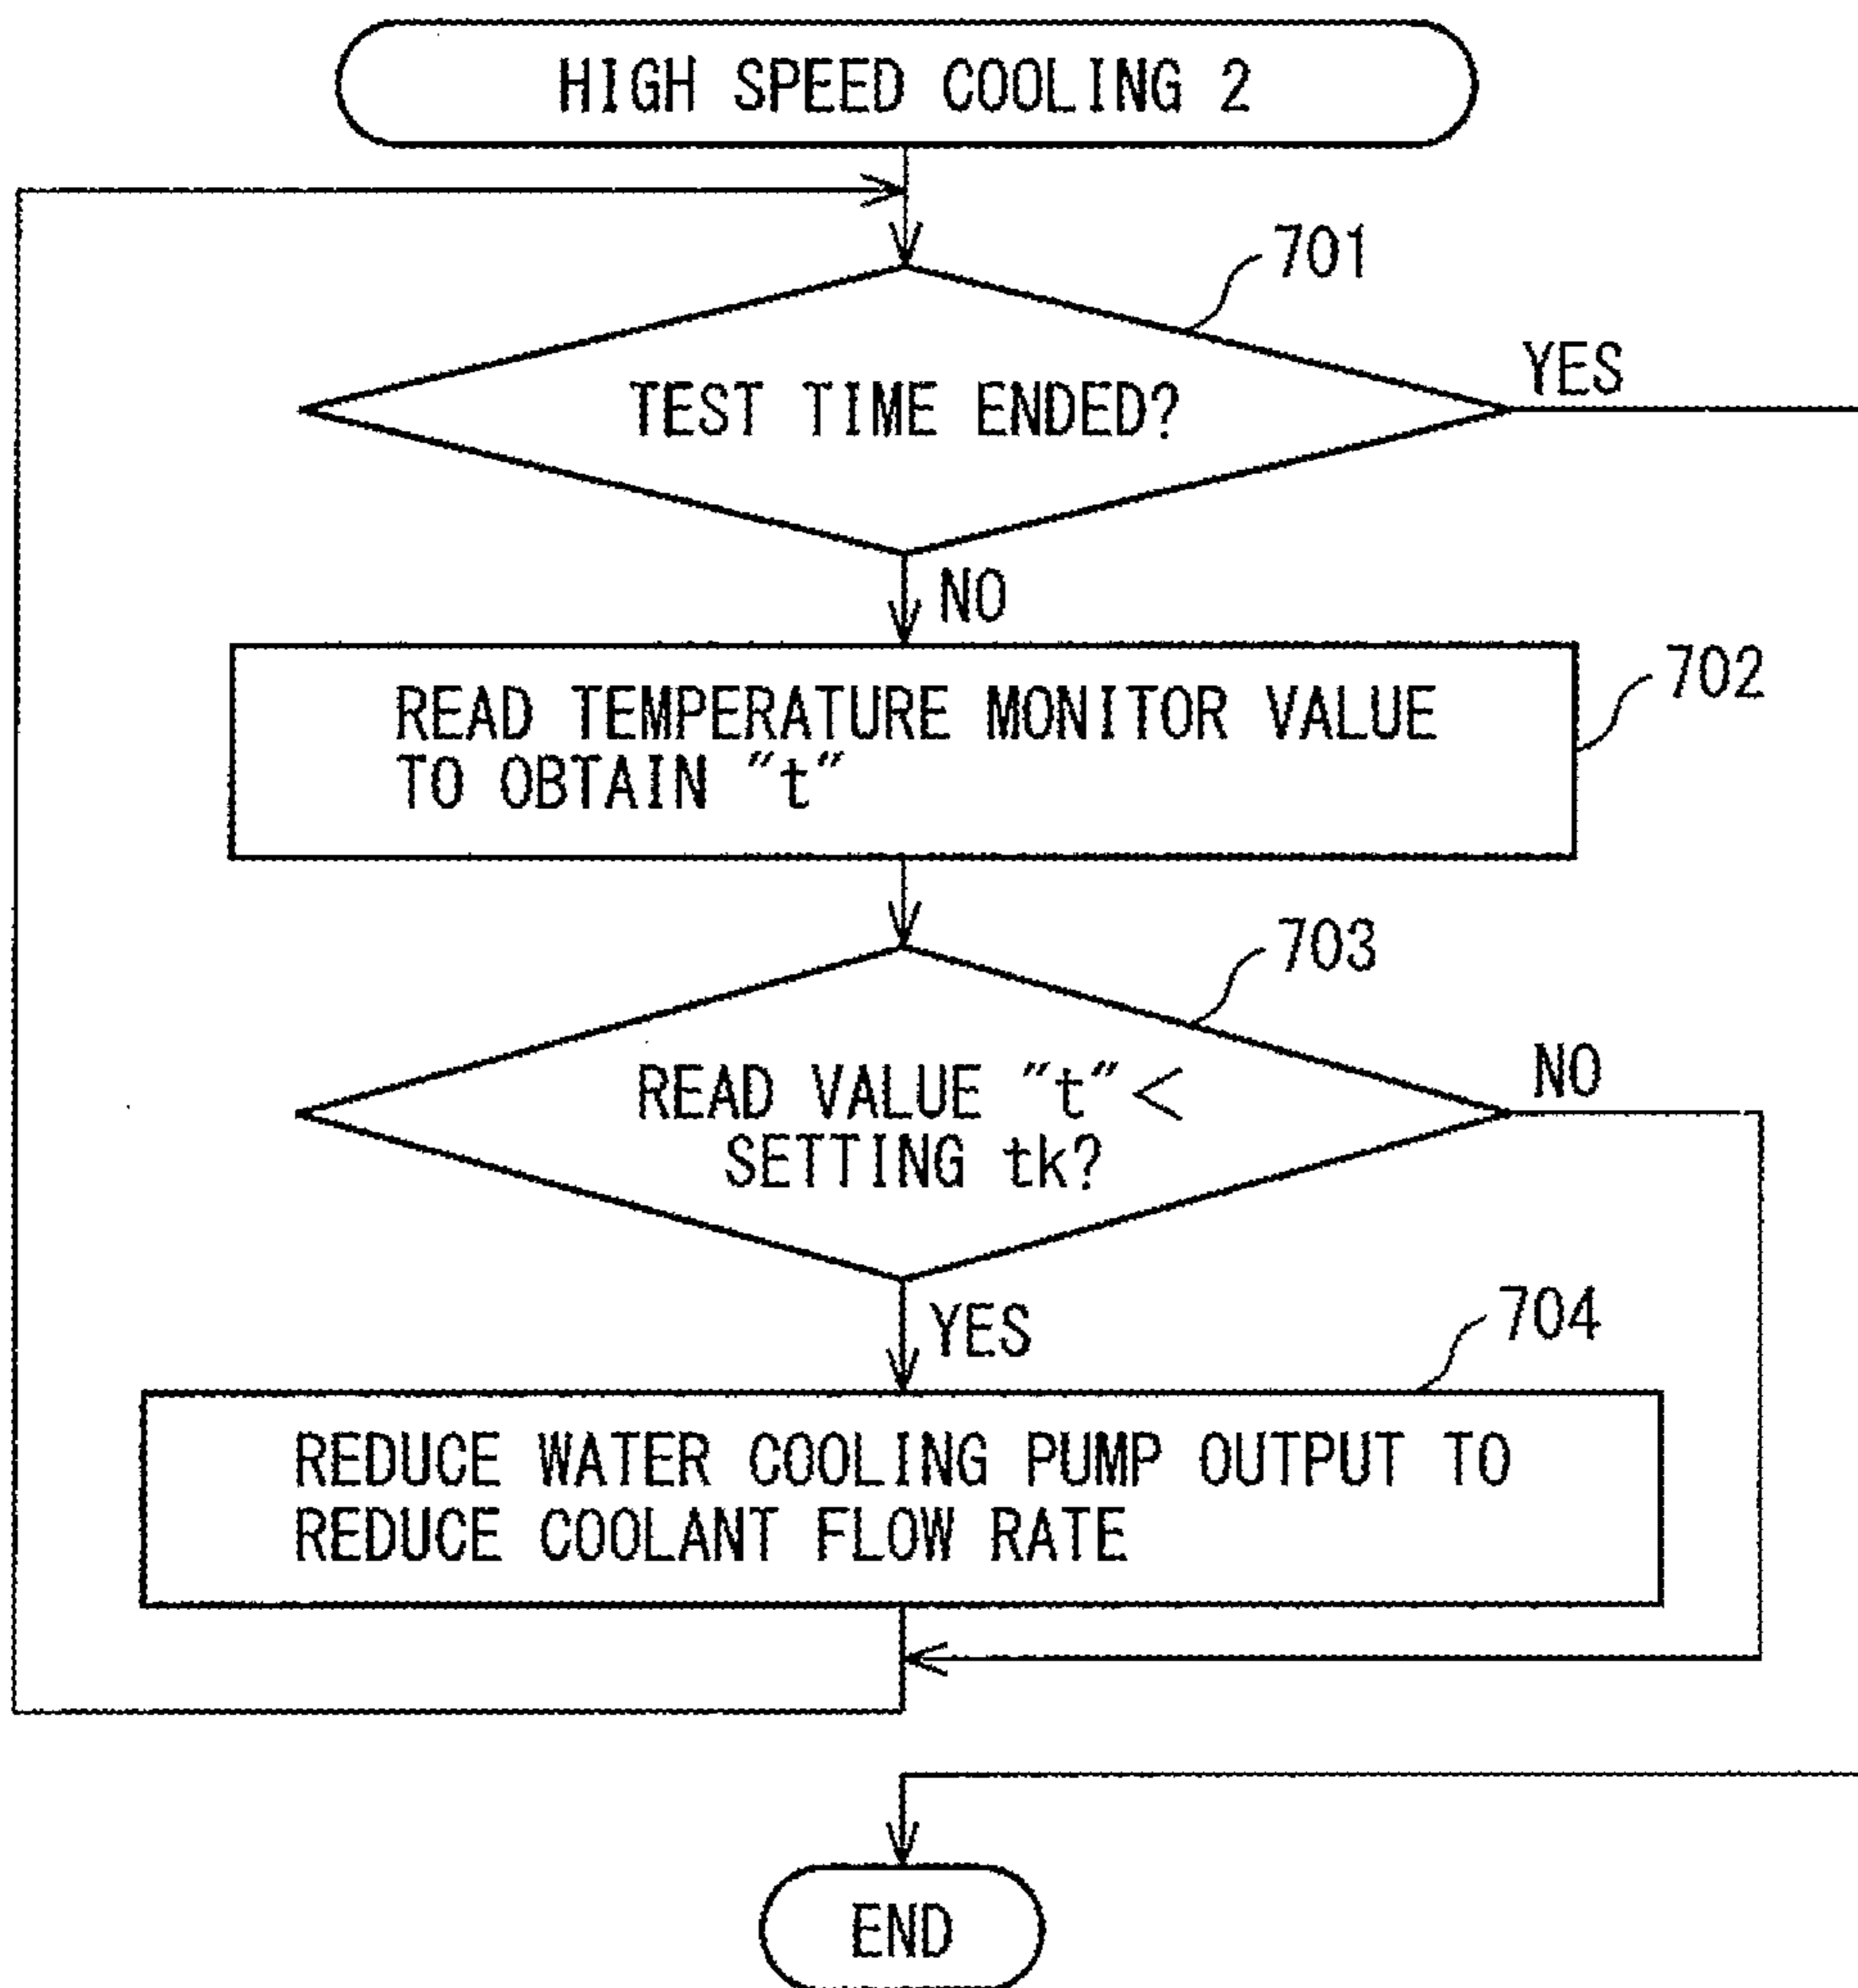 HIGH SPEED COOLING 2
701
TEST TIME ENDED?
YES
NO
702
READ TEMPERATURE MONITOR VALUE
TO OBTAIN "t"
703
READ VALUE "t"<
SETTING tk?
NO
YES
704
REDUCE WATER COOLING PUMP OUTPUT TO
REDUCE COOLANT FLOW RATE
END